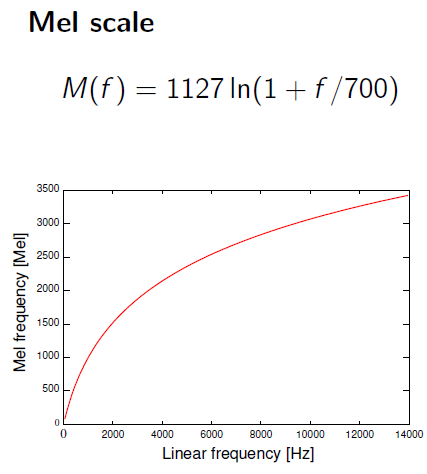 Mel scale
M(f) = 1127 ln(1 + f/700)
Mel frequency [Mel]
3500
3000
2500
2000
1500
1000
500
0
0 2000 4000 6000 8000 10000 12000 14000
Linear frequency [Hz]